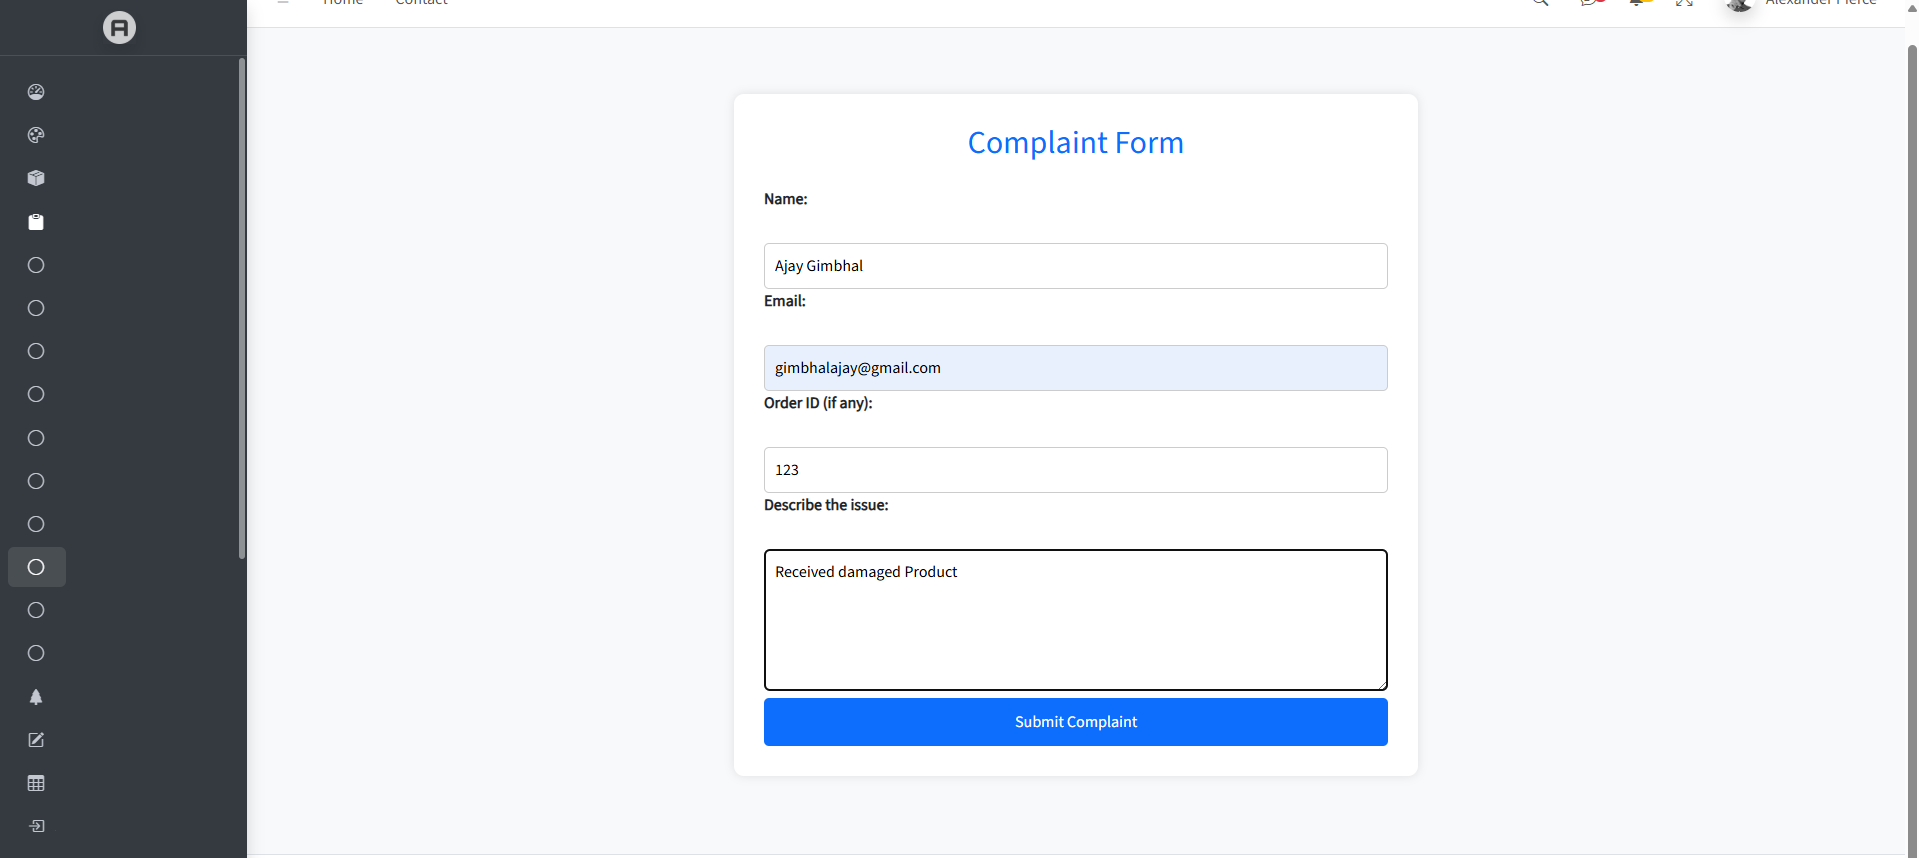 Home
Contact
Alexander Pierce
Complaint Form
Name:
Ajay Gimbhal
Email:
gimbhalajay@gmail.com
Order ID (if any):
123
Describe the issue:
Received damaged Product
Submit Complaint